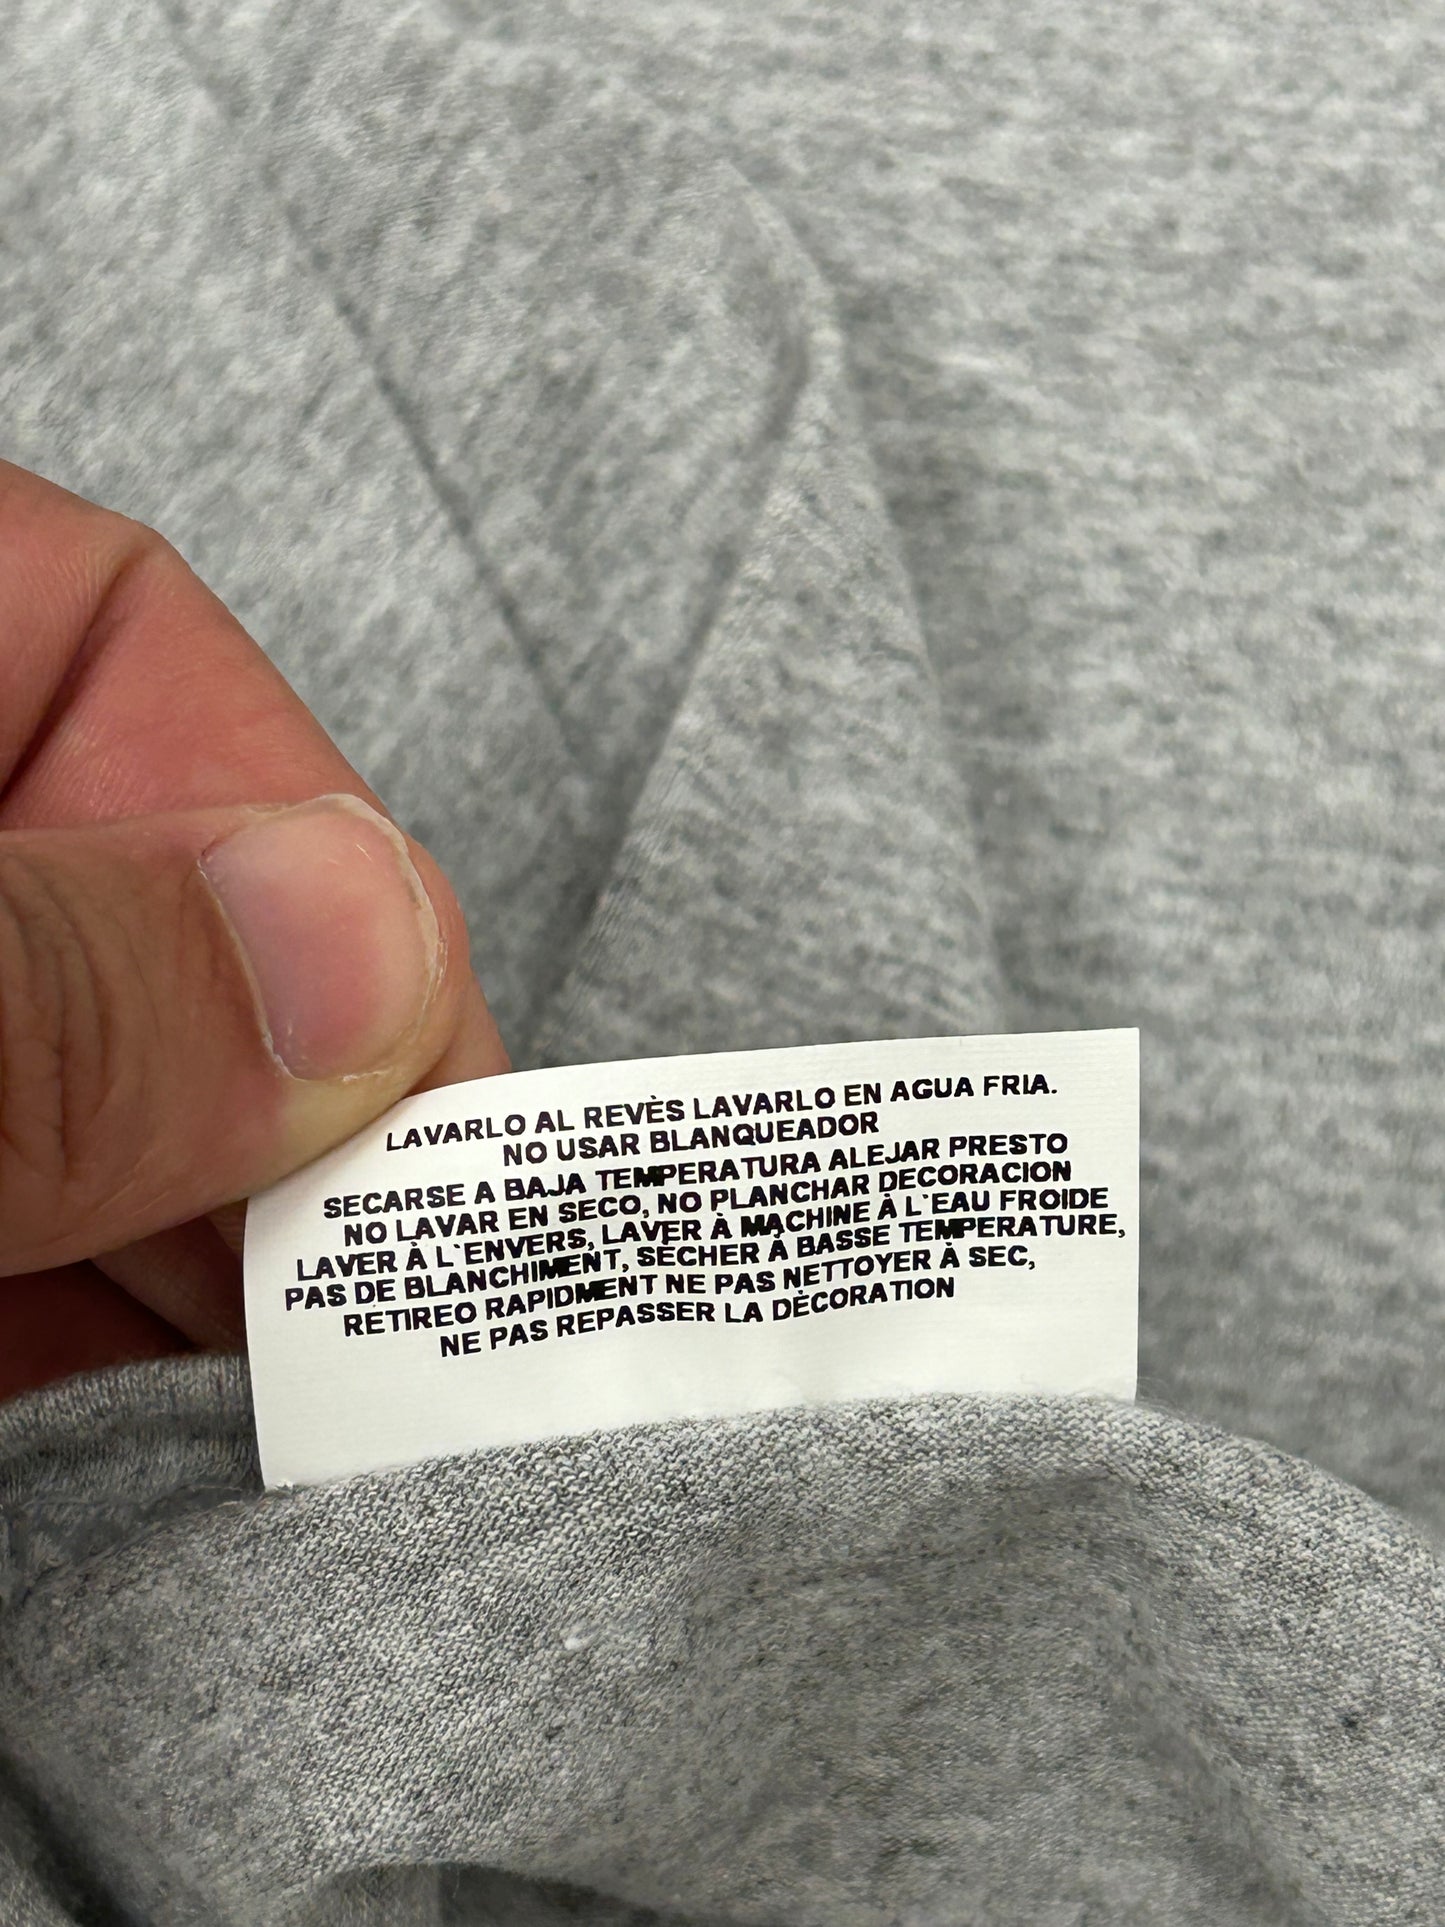 LAVARLO AL REVÈS LAVARLO EN AGUA FRIA.
NO USAR BLANQUEADOR
SECARSE A BAJA TEMPERATURA ALEJAR PRESTO
NO LAVAR EN SECO, NO PLANCHAR DECORACION
LAVER À L`ENVERS, LAVER À MACHINE À L`EAU FROIDE
PAS DE BLANCHIMENT, SÈCHER À BASSE TEMPERATURE,
RETIREO RAPIDMENT NE PAS NETTOYER À SEC,
NE PAS REPASSER LA DÈCORATION